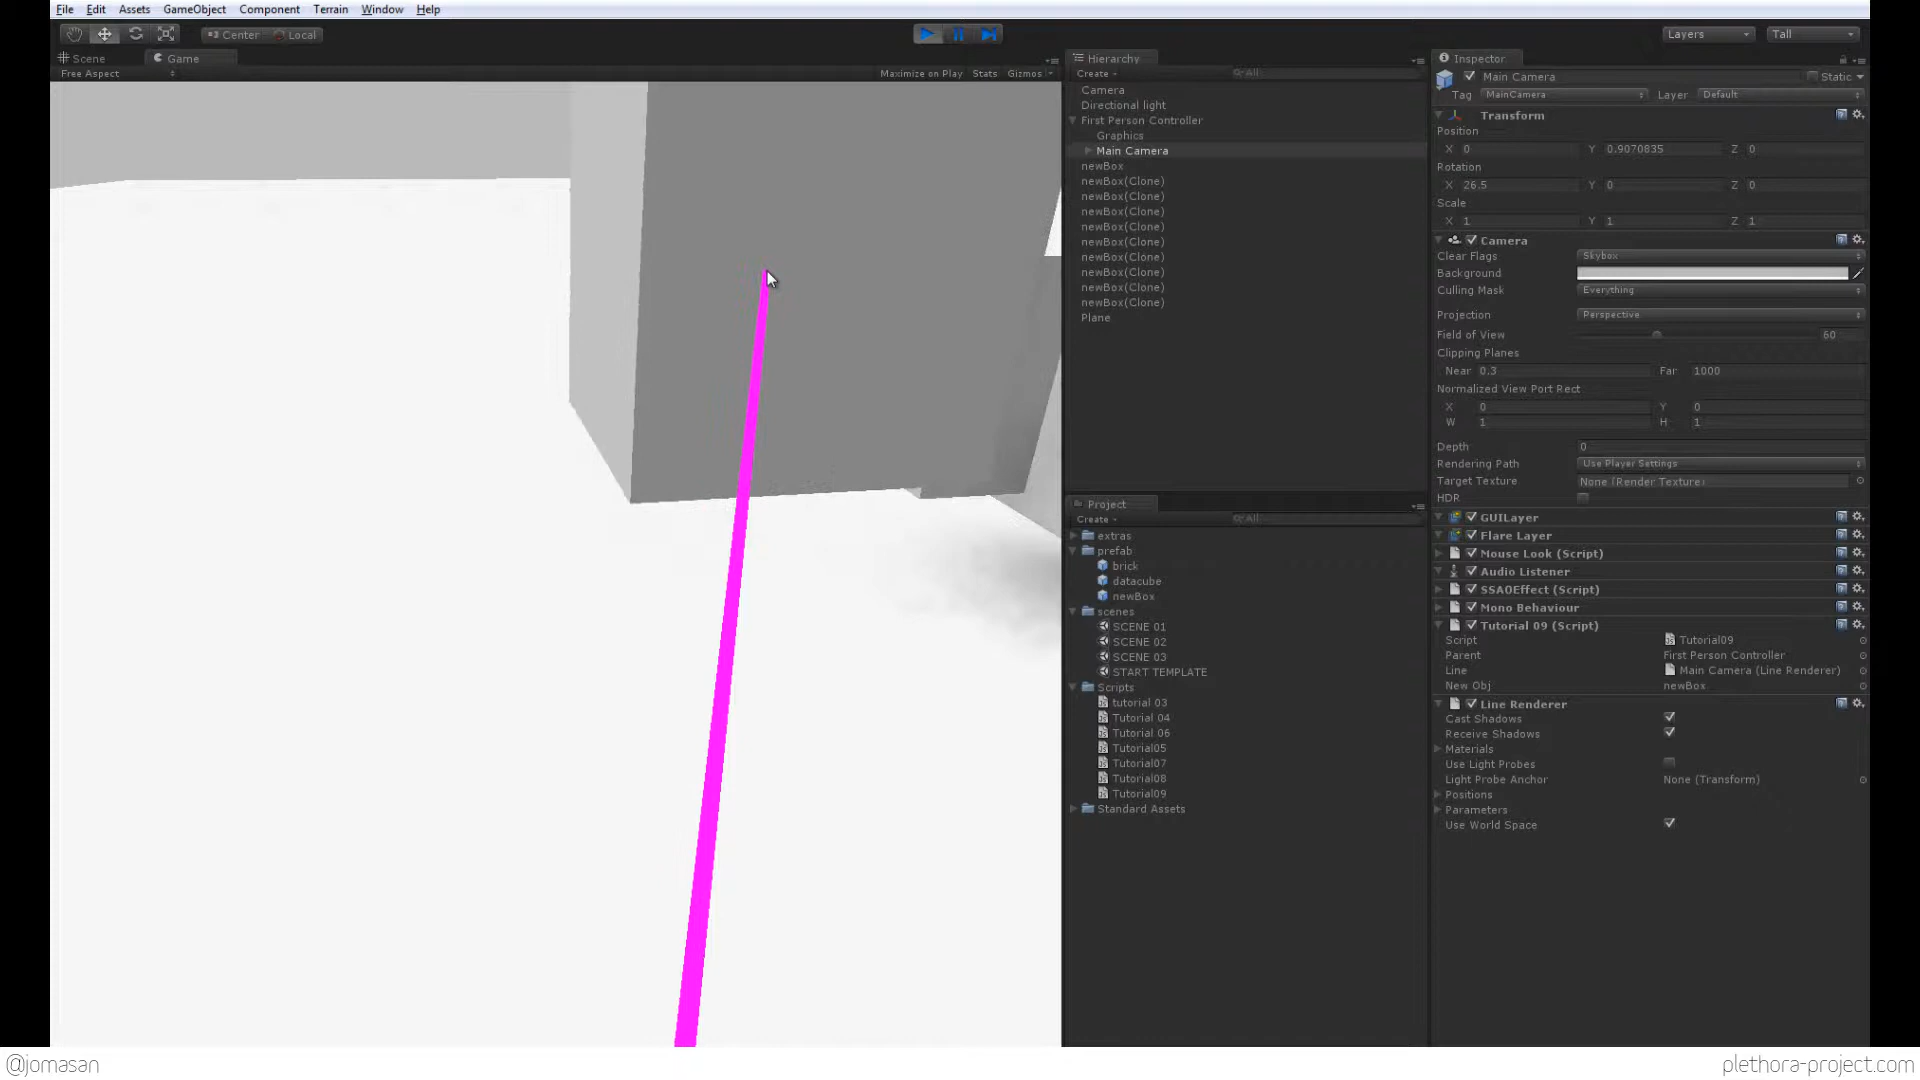 File Edit Assets GameObject Component Terrain Window Help
Center Local
Layers Tall
Scene Game
Free Aspect Maximize on Play Stats Gizmos
Hierarchy
Create All
Camera
Directional light
First Person Controller
Graphics
Main Camera
newBox
newBox(Clone)
newBox(Clone)
newBox(Clone)
newBox(Clone)
newBox(Clone)
newBox(Clone)
newBox(Clone)
newBox(Clone)
newBox(Clone)
Plane
Project
Create All
extras
prefab
brick
datacube
newBox
scenes
SCENE 01
SCENE 02
SCENE 03
START TEMPLATE
Scripts
tutorial 03
Tutorial 04
Tutorial 06
Tutorial05
Tutorial07
Tutorial08
Tutorial09
Standard Assets
Inspector
Main Camera Static
Tag MainCamera Layer Default
Transform
Position
X 0 Y 0.9070835 Z 0
Rotation
X 26.5 Y 0 Z 0
Scale
X 1 Y 1 Z 1
Camera
Clear Flags Skybox
Background
Culling Mask Everything
Projection Perspective
Field of View 60
Clipping Planes
Near 0.3 Far 1000
Normalized View Port Rect
X 0 Y 0
W 1 H 1
Depth 0
Rendering Path Use Player Settings
Target Texture None (Render Texture)
HDR
GUILayer
Flare Layer
Mouse Look (Script)
Audio Listener
SSAOEffect (Script)
Mono Behaviour
Tutorial 09 (Script)
Script Tutorial09
Parent First Person Controller
Line Main Camera (Line Renderer)
New Obj newBox
Line Renderer
Cast Shadows
Receive Shadows
Materials
Use Light Probes
Light Probe Anchor None (Transform)
Positions
Parameters
Use World Space
@jomasan
plethora-project.com